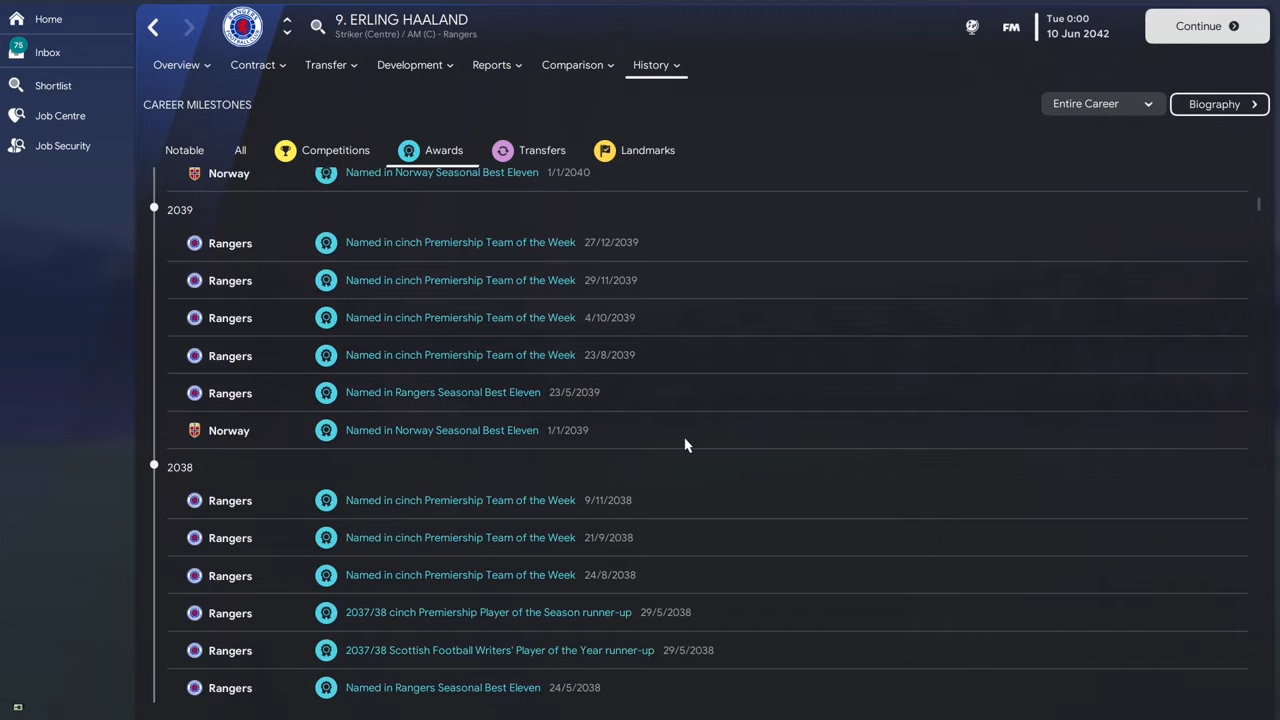 Home
75
Inbox
Shortlist
Job Centre
Job Security
9. ERLING HAALAND
Striker (Centre) / AM (C) - Rangers
FM
Tue 0:00
10 Jun 2042
Continue
Overview
Contract
Transfer
Development
Reports
Comparison
History
CAREER MILESTONES
Entire Career
Biography
Notable
All
Competitions
Awards
Transfers
Landmarks
Norway Named in Norway Seasonal Best Eleven 1/1/2040
2039
Rangers Named in cinch Premiership Team of the Week 27/12/2039
Rangers Named in cinch Premiership Team of the Week 29/11/2039
Rangers Named in cinch Premiership Team of the Week 4/10/2039
Rangers Named in cinch Premiership Team of the Week 23/8/2039
Rangers Named in Rangers Seasonal Best Eleven 23/5/2039
Norway Named in Norway Seasonal Best Eleven 1/1/2039
2038
Rangers Named in cinch Premiership Team of the Week 9/11/2038
Rangers Named in cinch Premiership Team of the Week 21/9/2038
Rangers Named in cinch Premiership Team of the Week 24/8/2038
Rangers 2037/38 cinch Premiership Player of the Season runner-up 29/5/2038
Rangers 2037/38 Scottish Football Writers' Player of the Year runner-up 29/5/2038
Rangers Named in Rangers Seasonal Best Eleven 24/5/2038